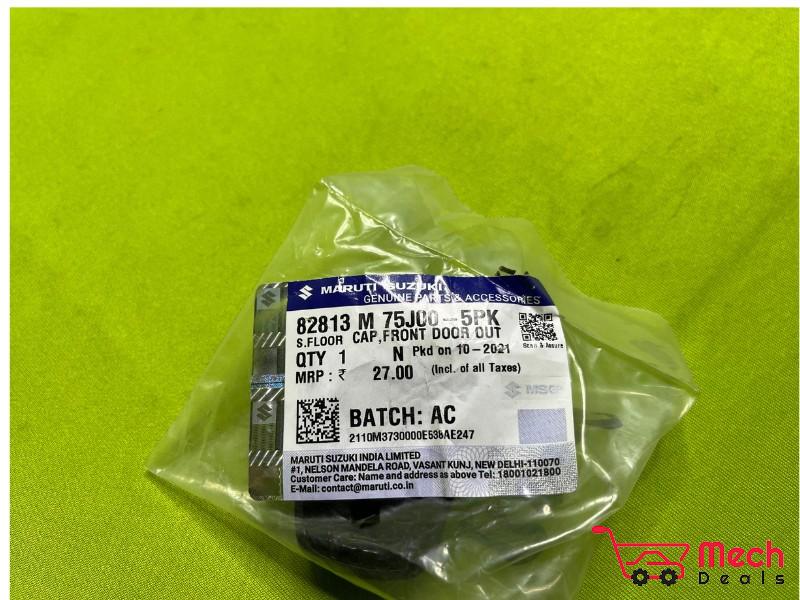 MARUTI SUZUKI
GENUINE PARTS & ACCESSORIES
82813 M 75J00 - 5PK
S.FLOOR CAP,FRONT DOOR OUT
QTY 1 N Pkd on 10-2021
MRP : ₹ 27.00 (Incl. of all Taxes)
Scan & Assure
MSGP
BATCH: AC
MARUTI SUZUKI INDIA LIMITED
#1, NELSON MANDELA ROAD, VASANT KUNJ, NEW DELHI-110070
Customer Care: Name and address as above Tel: 18001021800
E-Mail: contact@maruti.co.in
Mech
Deals